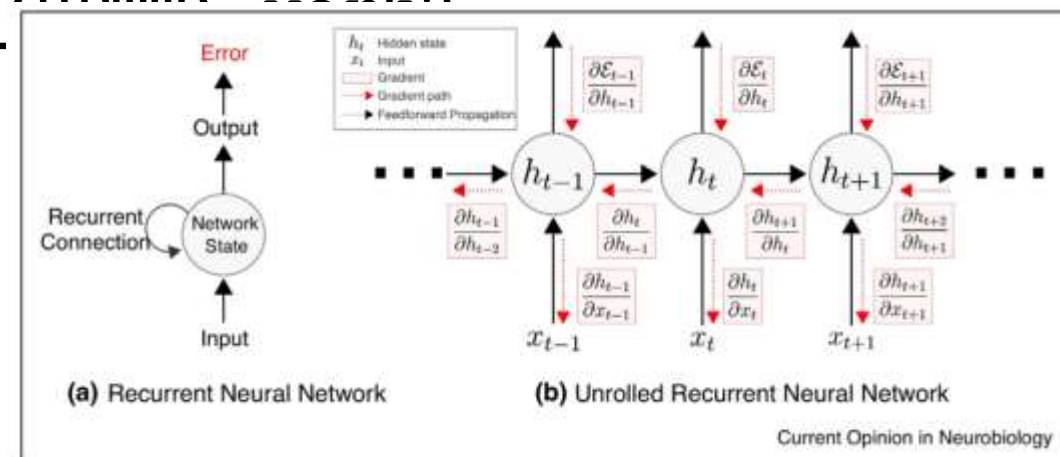 Error
Output
Recurrent
Connection
Network
State
Input
(a) Recurrent Neural Network
h_t Hidden state
x_t Input
Gradient
Gradient path
Feedforward Propagation
∂ℰ_{t−1}/∂h_{t−1}
∂ℰ_t/∂h_t
∂ℰ_{t+1}/∂h_{t+1}
h_{t−1}
h_t
h_{t+1}
∂h_{t−1}/∂h_{t−2}
∂h_t/∂h_{t−1}
∂h_{t+1}/∂h_t
∂h_{t+2}/∂h_{t+1}
∂h_{t−1}/∂x_{t−1}
∂h_t/∂x_t
∂h_{t+1}/∂x_{t+1}
x_{t−1}
x_t
x_{t+1}
(b) Unrolled Recurrent Neural Network
Current Opinion in Neurobiology